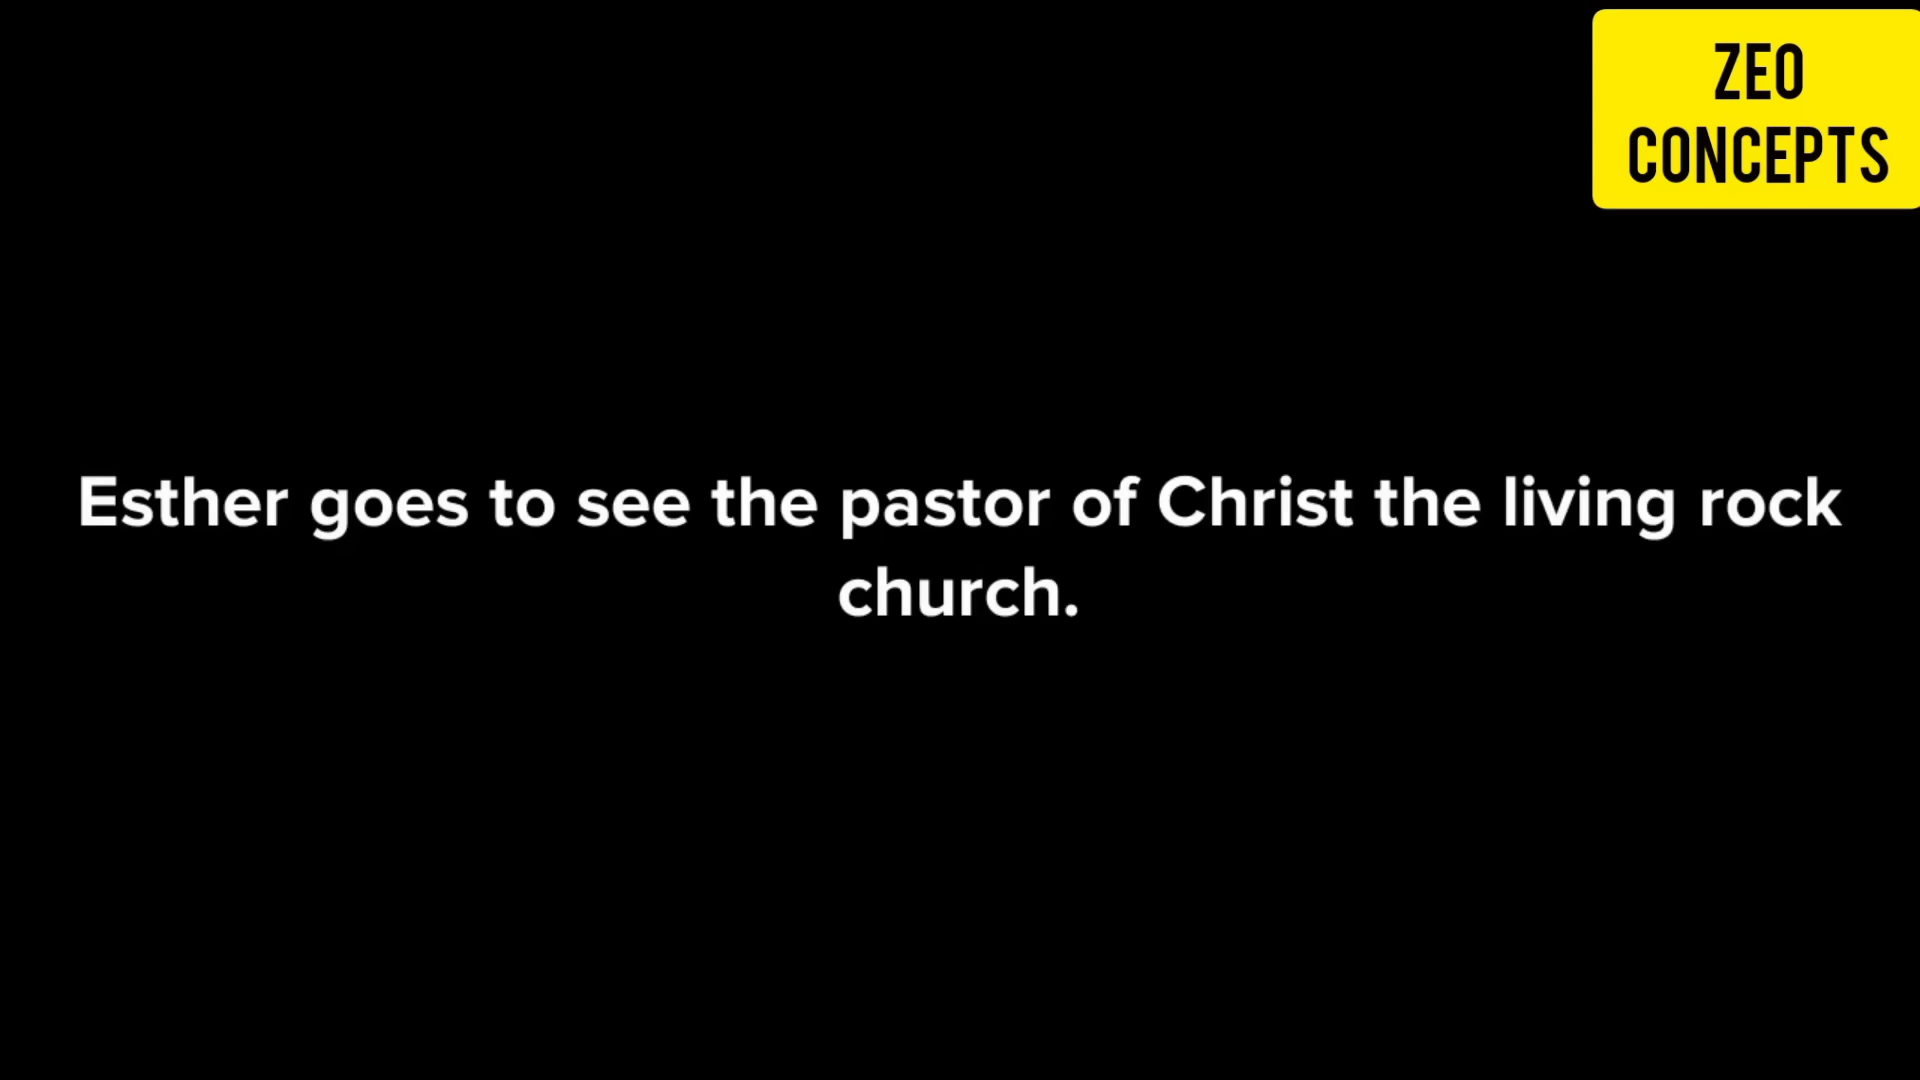 ZEO
CONCEPTS
Esther goes to see the pastor of Christ the living rock
church.